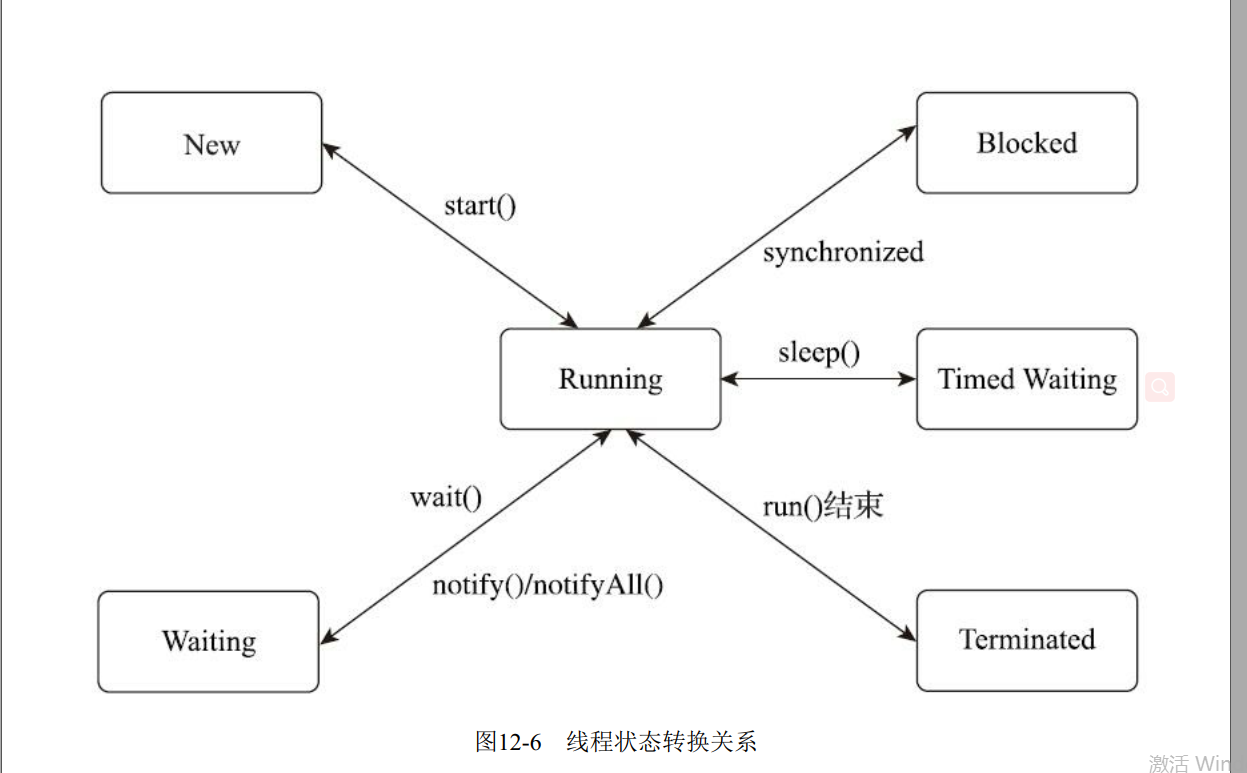 New
Blocked
start()
synchronized
sleep()
Running
Timed Waiting
wait()
run()结束
notify()/notifyAll()
Waiting
Terminated
图12-6 线程状态转换关系
激活 Win